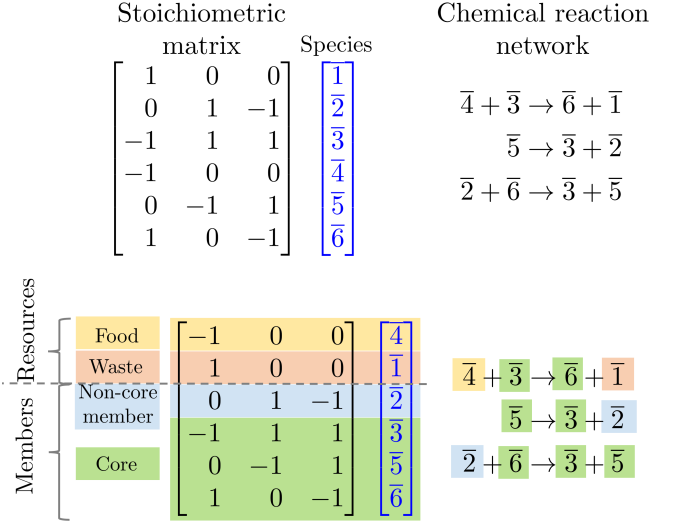 Stoichiometric matrix
Species
Chemical reaction network
1 0 0 1̅
0 1 −1 2̅
−1 1 1 3̅
−1 0 0 4̅
0 −1 1 5̅
1 0 −1 6̅
4̅ + 3̅ → 6̅ + 1̅
5̅ → 3̅ + 2̅
2̅ + 6̅ → 3̅ + 5̅
Resources
Members
Food
Waste
Non-core
member
Core
−1 0 0 4̅
1 0 0 1̅
0 1 −1 2̅
−1 1 1 3̅
0 −1 1 5̅
1 0 −1 6̅
4̅ + 3̅ → 6̅ + 1̅
5̅ → 3̅ + 2̅
2̅ + 6̅ → 3̅ + 5̅